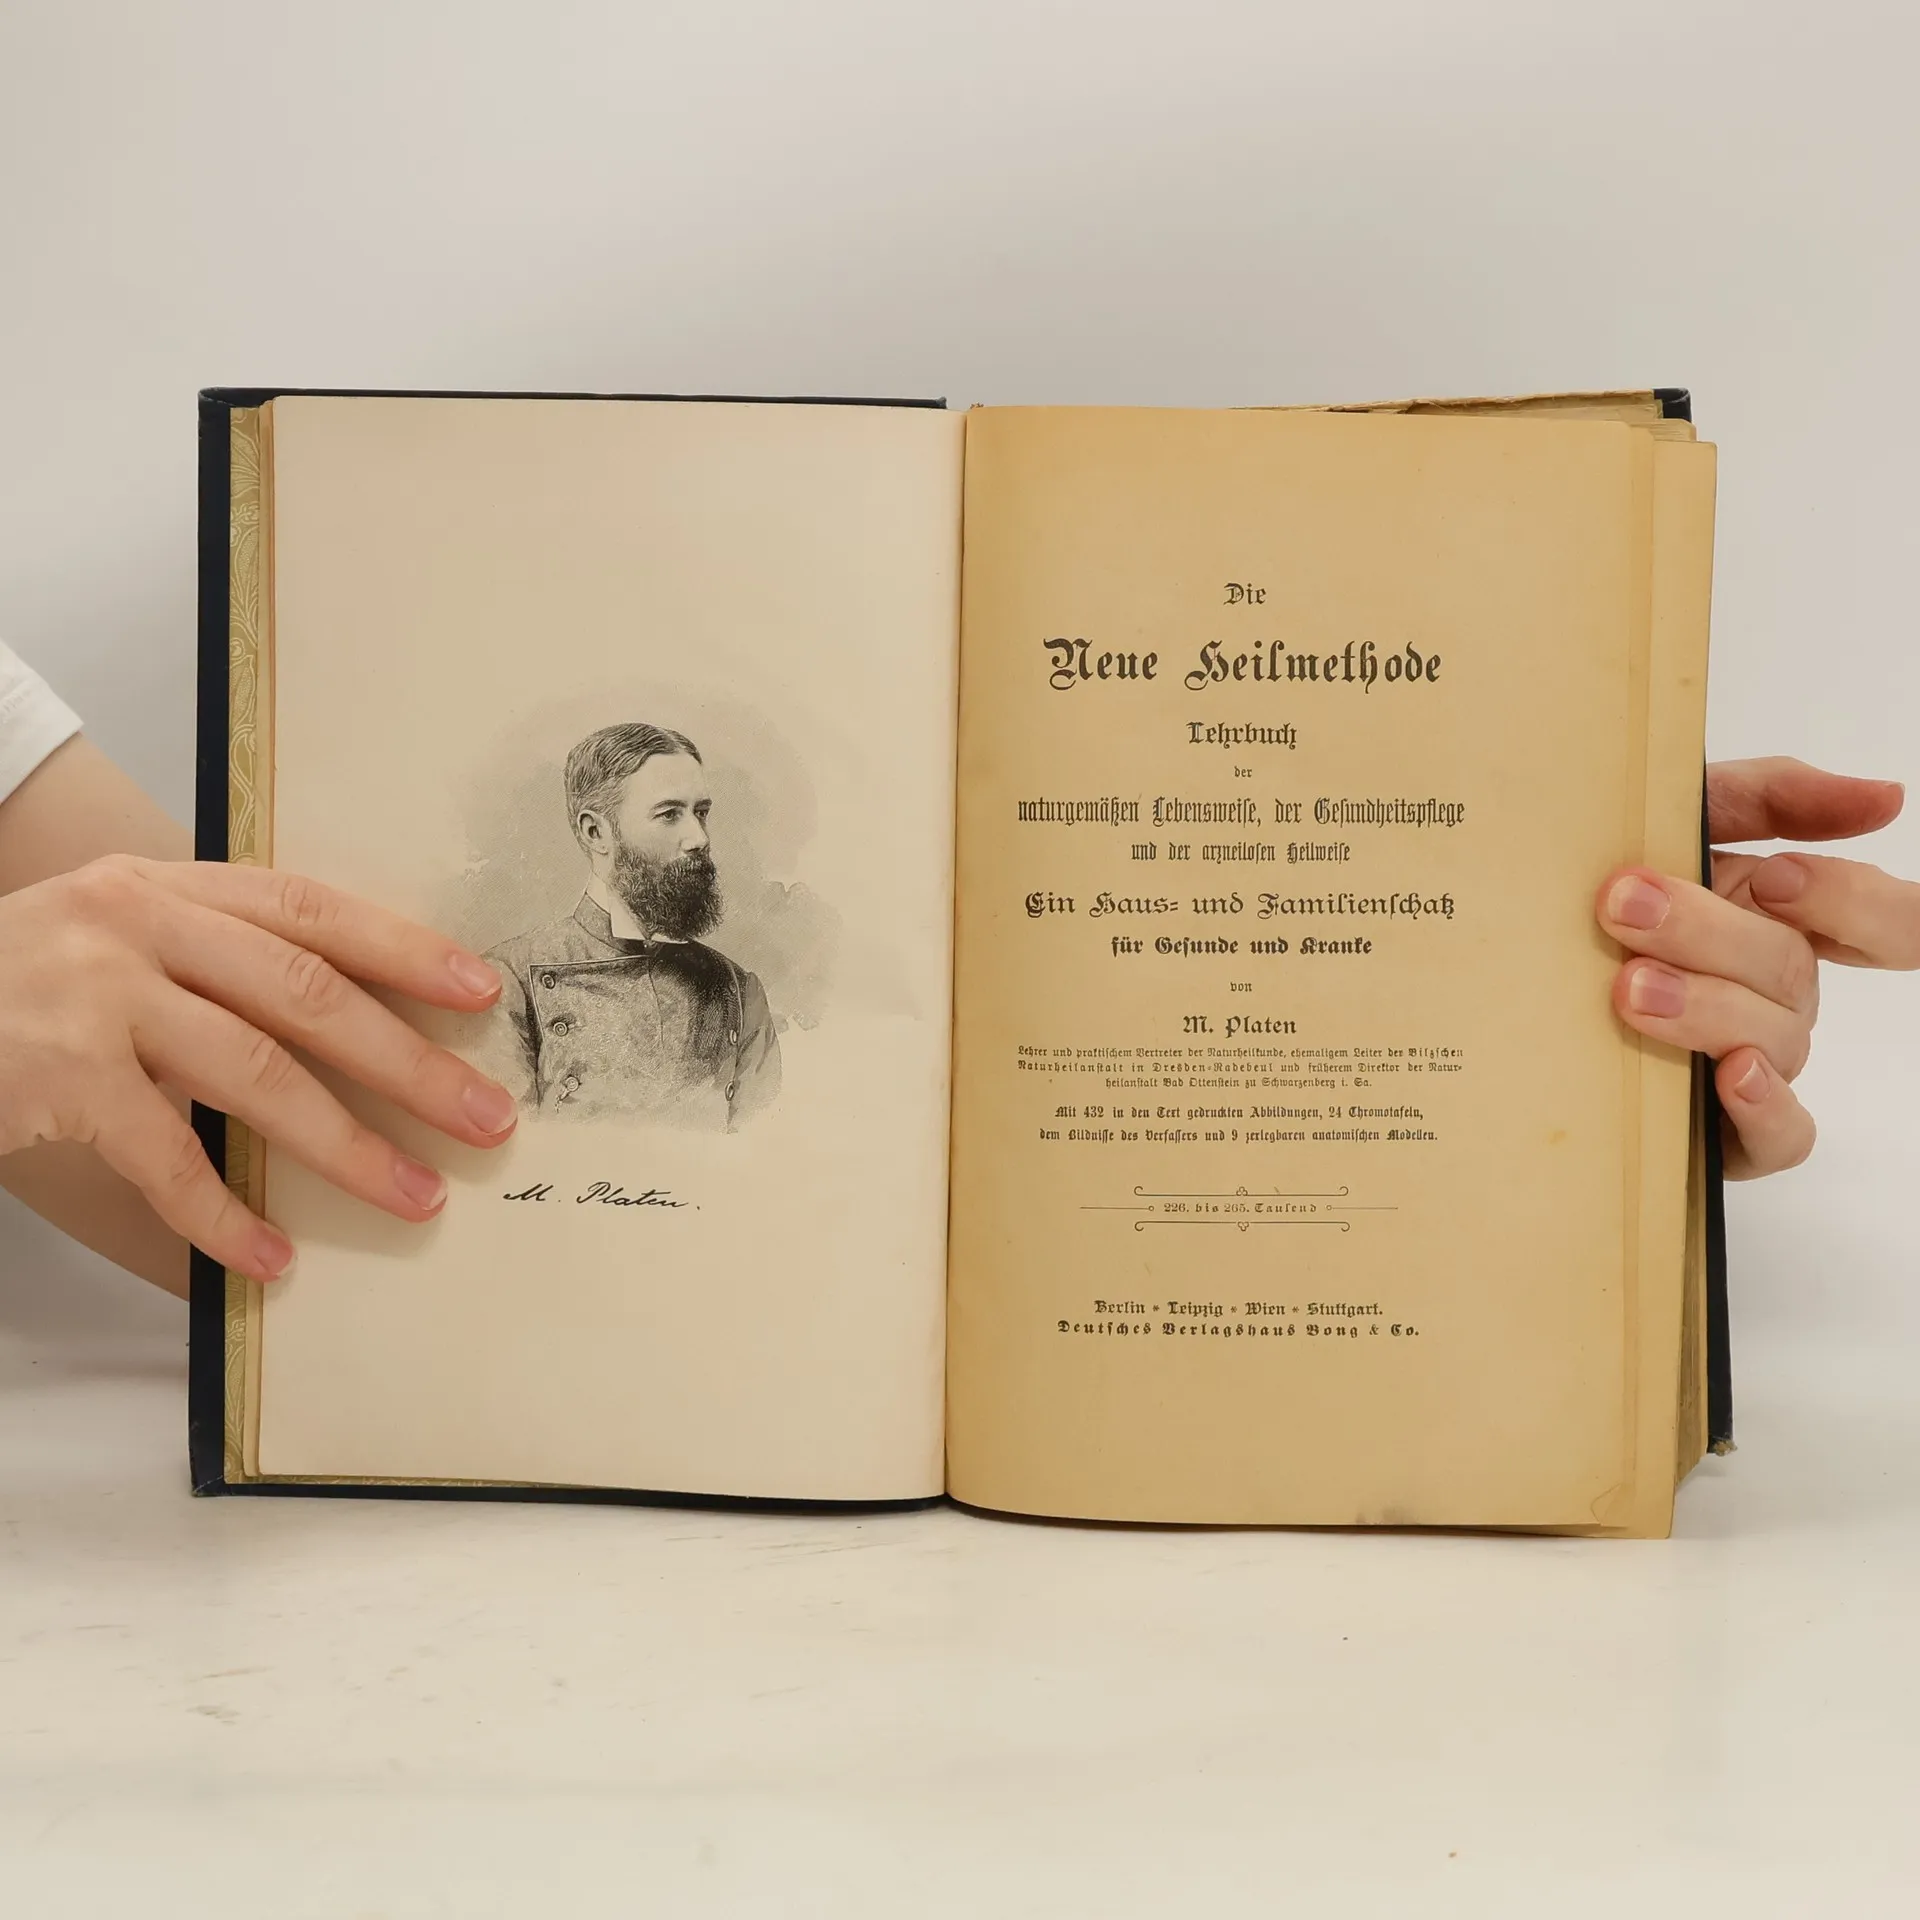 M. Platen.
Die
Neue Heilmethode
Lehrbuch
der
naturgemäßen Lebensweise, der Gesundheitspflege
und der arzneilosen Heilweise
Ein Haus- und Familienschatz
für Gesunde und Kranke
von
M. Platen
Lehrer und praktischem Vertreter der Naturheilkunde, ehemaligem Leiter der Bilzschen
Naturheilanstalt in Dresden-Radebeul und früherem Direktor der Natur-
heilanstalt Bad Ottenstein zu Schwarzenberg i. Sa.
Mit 432 in den Text gedruckten Abbildungen, 24 Chromotafeln,
dem Bildnisse des Verfassers und 9 zerlegbaren anatomischen Modellen.
226. bis 265. Tausend
Berlin * Leipzig * Wien * Stuttgart.
Deutsches Verlagshaus Bong & Co.